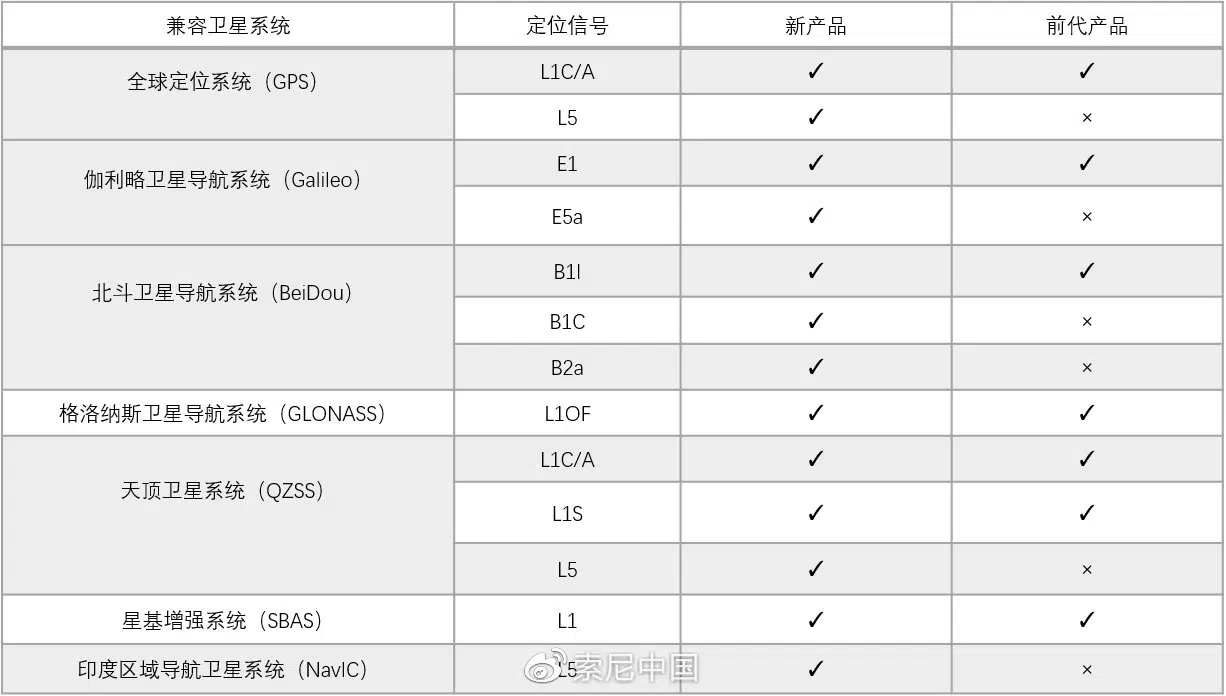 兼容卫星系统 定位信号 新产品 前代产品
全球定位系统（GPS） L1C/A ✓ ✓
L5 ✓ ×
伽利略卫星导航系统（Galileo） E1 ✓ ✓
E5a ✓ ×
北斗卫星导航系统（BeiDou） B1I ✓ ✓
B1C ✓ ×
B2a ✓ ×
格洛纳斯卫星导航系统（GLONASS） L1OF ✓ ✓
天顶卫星系统（QZSS） L1C/A ✓ ✓
L1S ✓ ✓
L5 ✓ ×
星基增强系统（SBAS） L1 ✓ ✓
印度区域导航卫星系统（NavIC） L5 ✓ ×
索尼中国